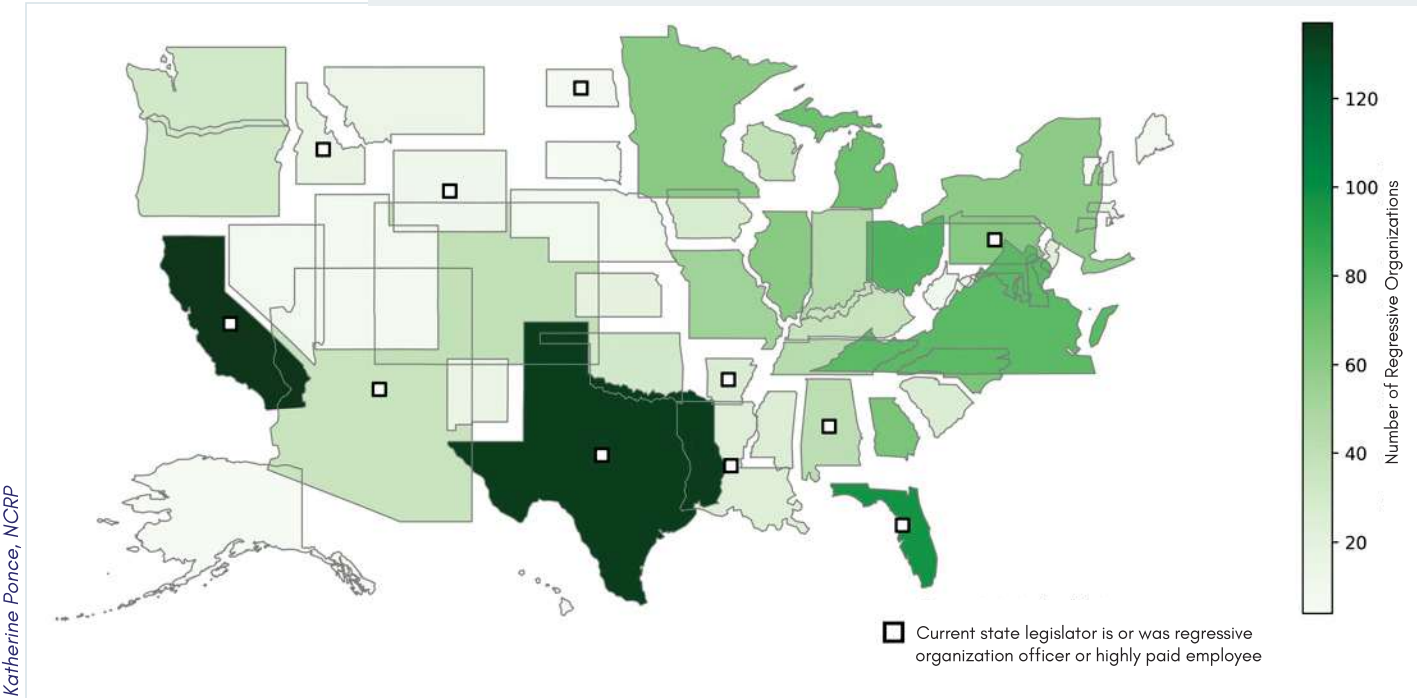 120
100
80
60
40
20
Number of Regressive Organizations
Current state legislator is or was regressive
organization officer or highly paid employee
Katherine Ponce, NCRP